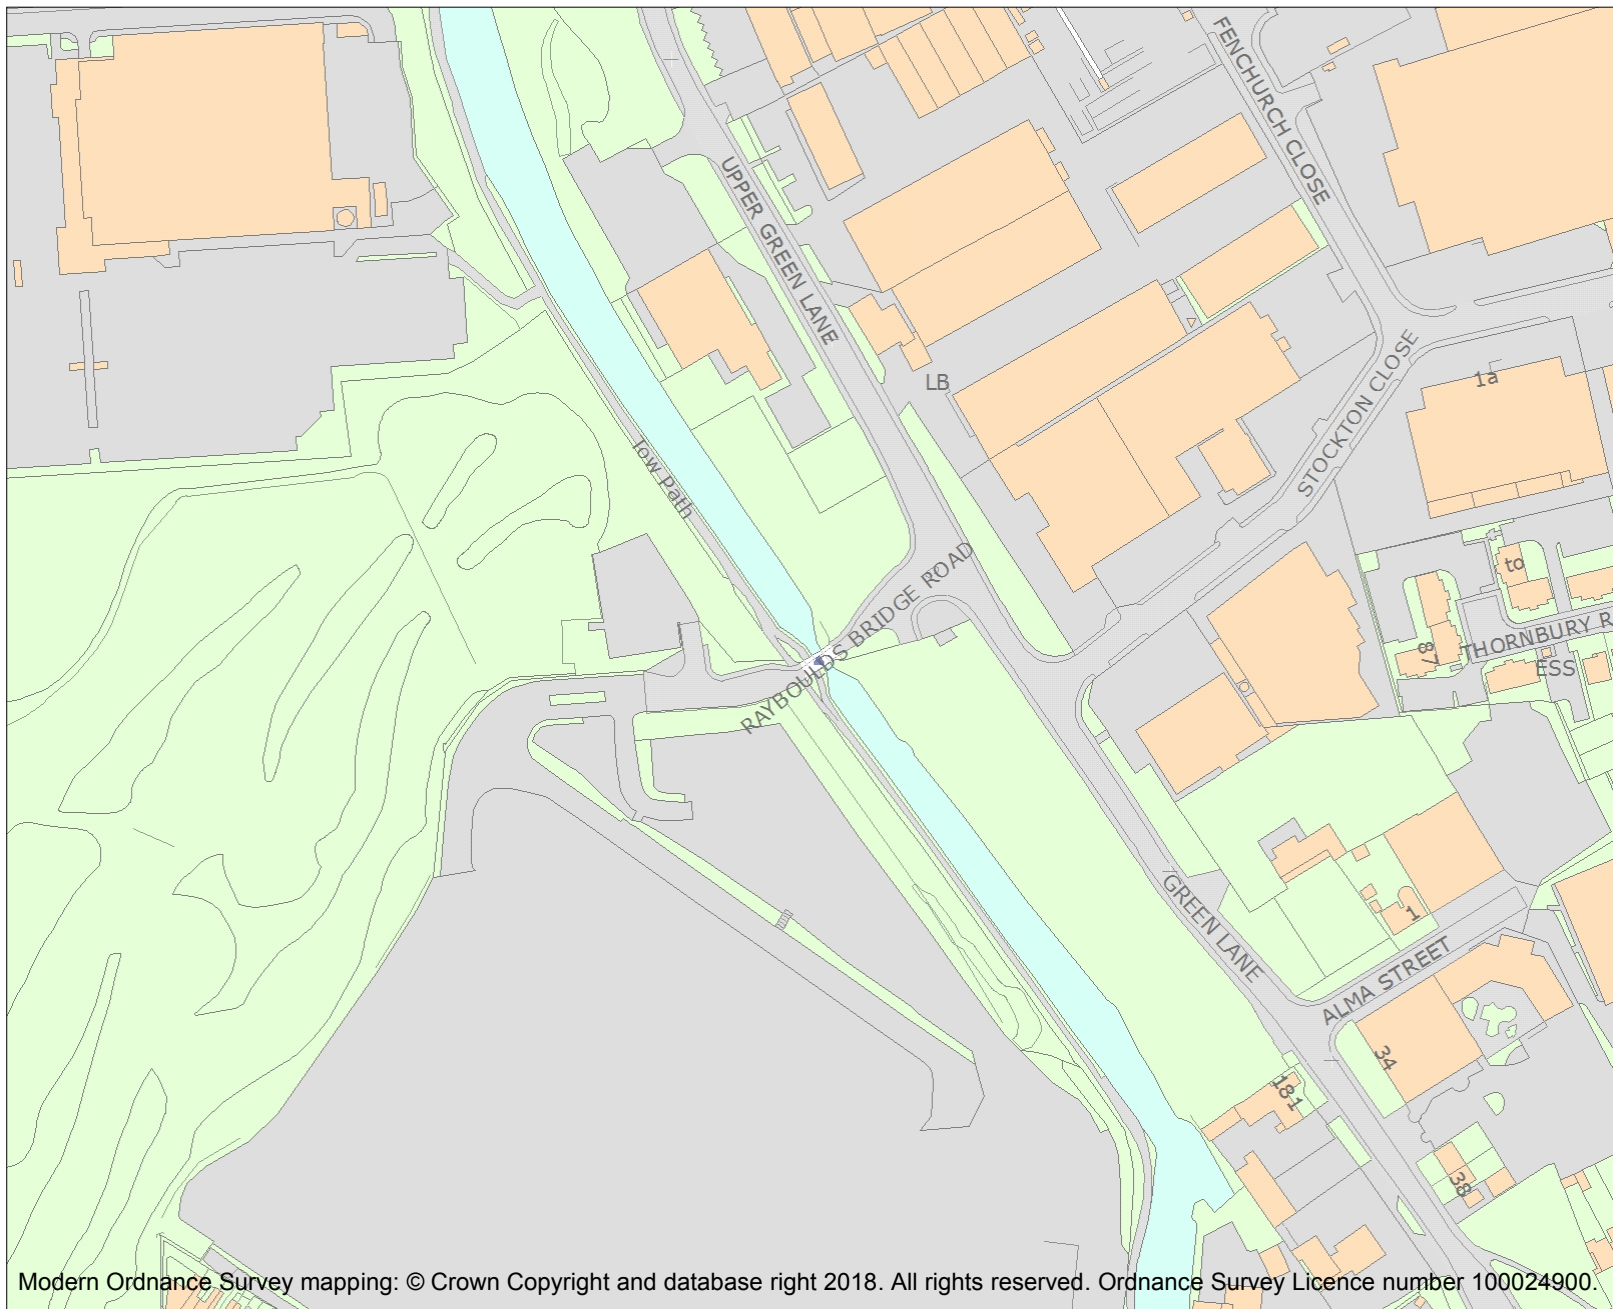 FENCHURCH CLOSE
UPPER GREEN LANE
LB
STOCKTON CLOSE
1a
Tow Path
RAYBOULDS BRIDGE ROAD
to
87
THORNBURY R
ESS
GREEN LANE
1
ALMA STREET
34
181
38
Modern Ordnance Survey mapping: © Crown Copyright and database right 2018. All rights reserved. Ordnance Survey Licence number 100024900.